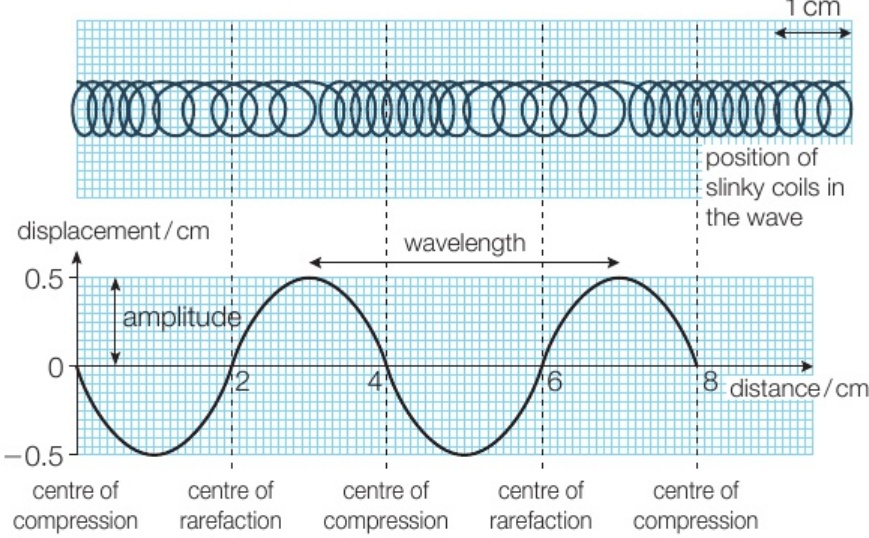 1 cm
position of
slinky coils in
the wave
displacement / cm
wavelength
0.5
amplitude
0
2
4
6
8
distance / cm
−0.5
centre of
compression
centre of
rarefaction
centre of
compression
centre of
rarefaction
centre of
compression